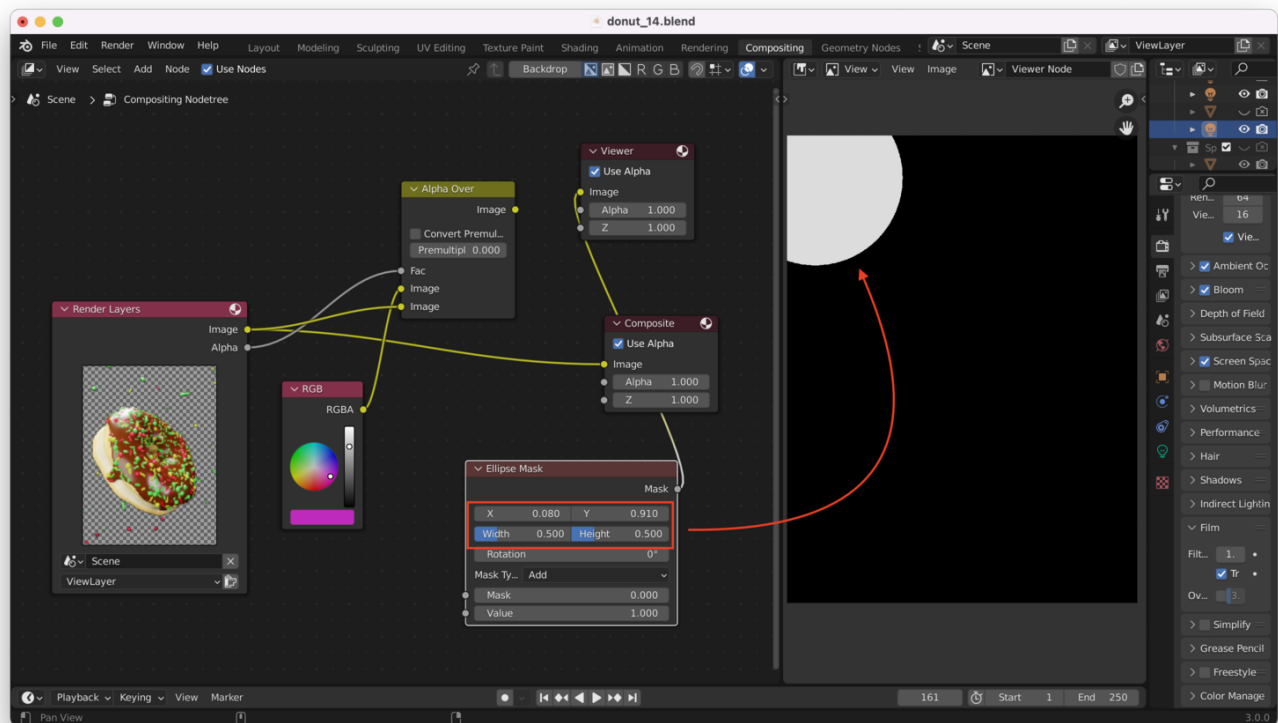 donut_14.blend
File Edit Render Window Help Layout Modeling Sculpting UV Editing Texture Paint Shading Animation Rendering Compositing Geometry Nodes Scene ViewLayer
View Select Add Node Use Nodes Backdrop R G B View View Image Viewer Node
Scene > Compositing Nodetree
Sp
Viewer
Use Alpha
Image
Alpha 1.000
Z 1.000
Alpha Over
Image
Convert Premul...
Premultipl 0.000
Fac
Image
Image
Render Layers
Image
Alpha
Scene
ViewLayer
RGB
RGBA
Composite
Use Alpha
Image
Alpha 1.000
Z 1.000
Ellipse Mask
Mask
X 0.080 Y 0.910
Width 0.500 Height 0.500
Rotation 0°
Mask Ty... Add
Mask 0.000
Value 1.000
Ren... 64
Vie... 16
Vie...
Ambient Oc
Bloom
Depth of Field
Subsurface Sca
Screen Spac
Motion Blur
Volumetrics
Performance
Hair
Shadows
Indirect Lightin
Film
Filt... 1.
Tr
Ov... 3.
Simplify
Grease Pencil
Freestyle
Color Manage
Playback Keying View Marker 161 Start 1 End 250
Pan View 3.0.0